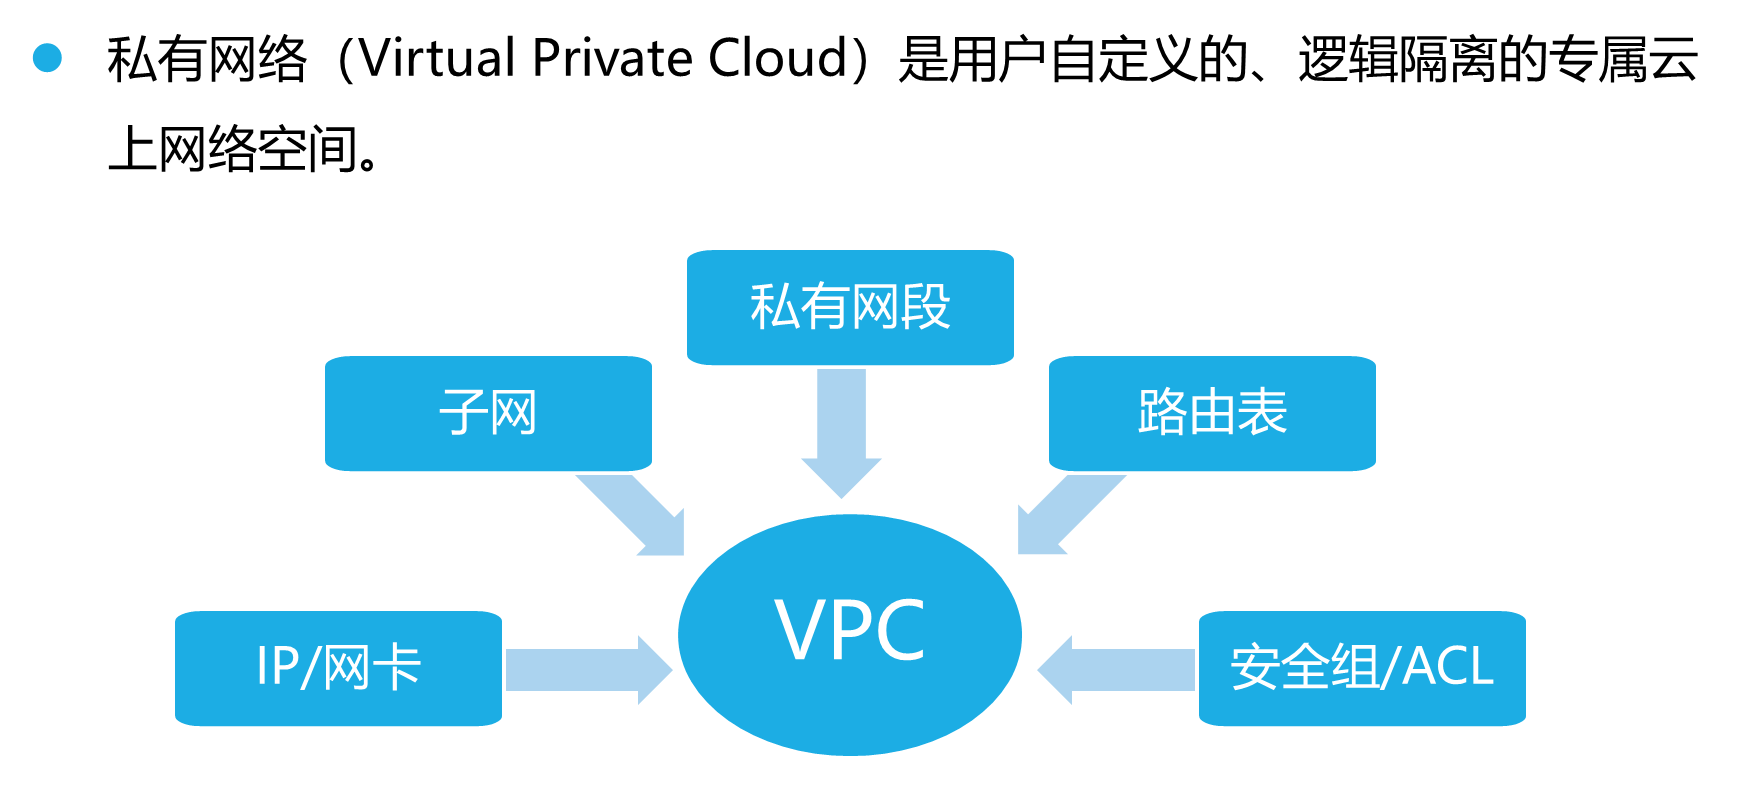 私有网络（Virtual Private Cloud）是用户自定义的、逻辑隔离的专属云
上网络空间。
私有网段
子网
路由表
VPC
IP/网卡
安全组/ACL